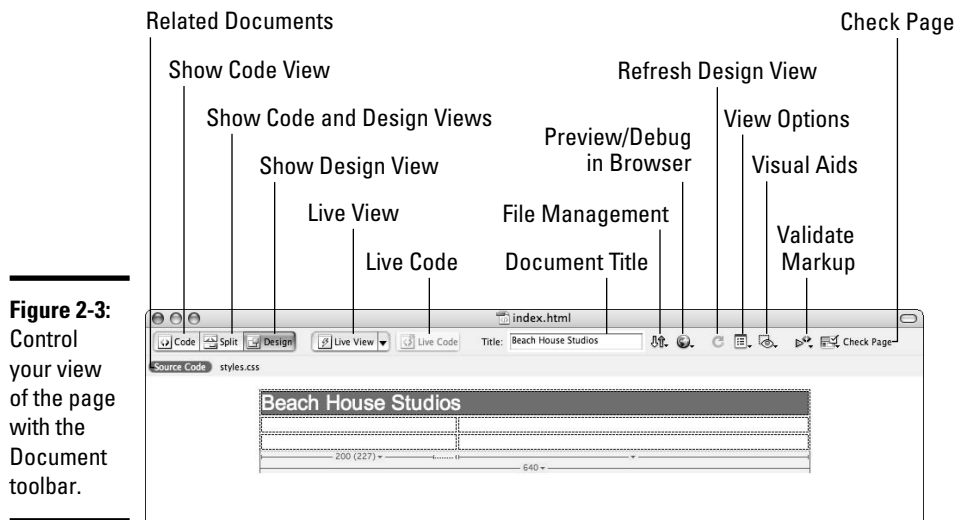 Related Documents
Check Page
Show Code View
Refresh Design View
Show Code and Design Views
View Options
Preview/Debug
in Browser
Show Design View
Visual Aids
Live View
File Management
Validate
Markup
Live Code
Document Title
Figure 2-3:
Control
your view
of the page
with the
Document
toolbar.
index.html
Code Split Design Live View Live Code Title: Beach House Studios Check Page
Source Code styles.css
Beach House Studios
200 (227)
640